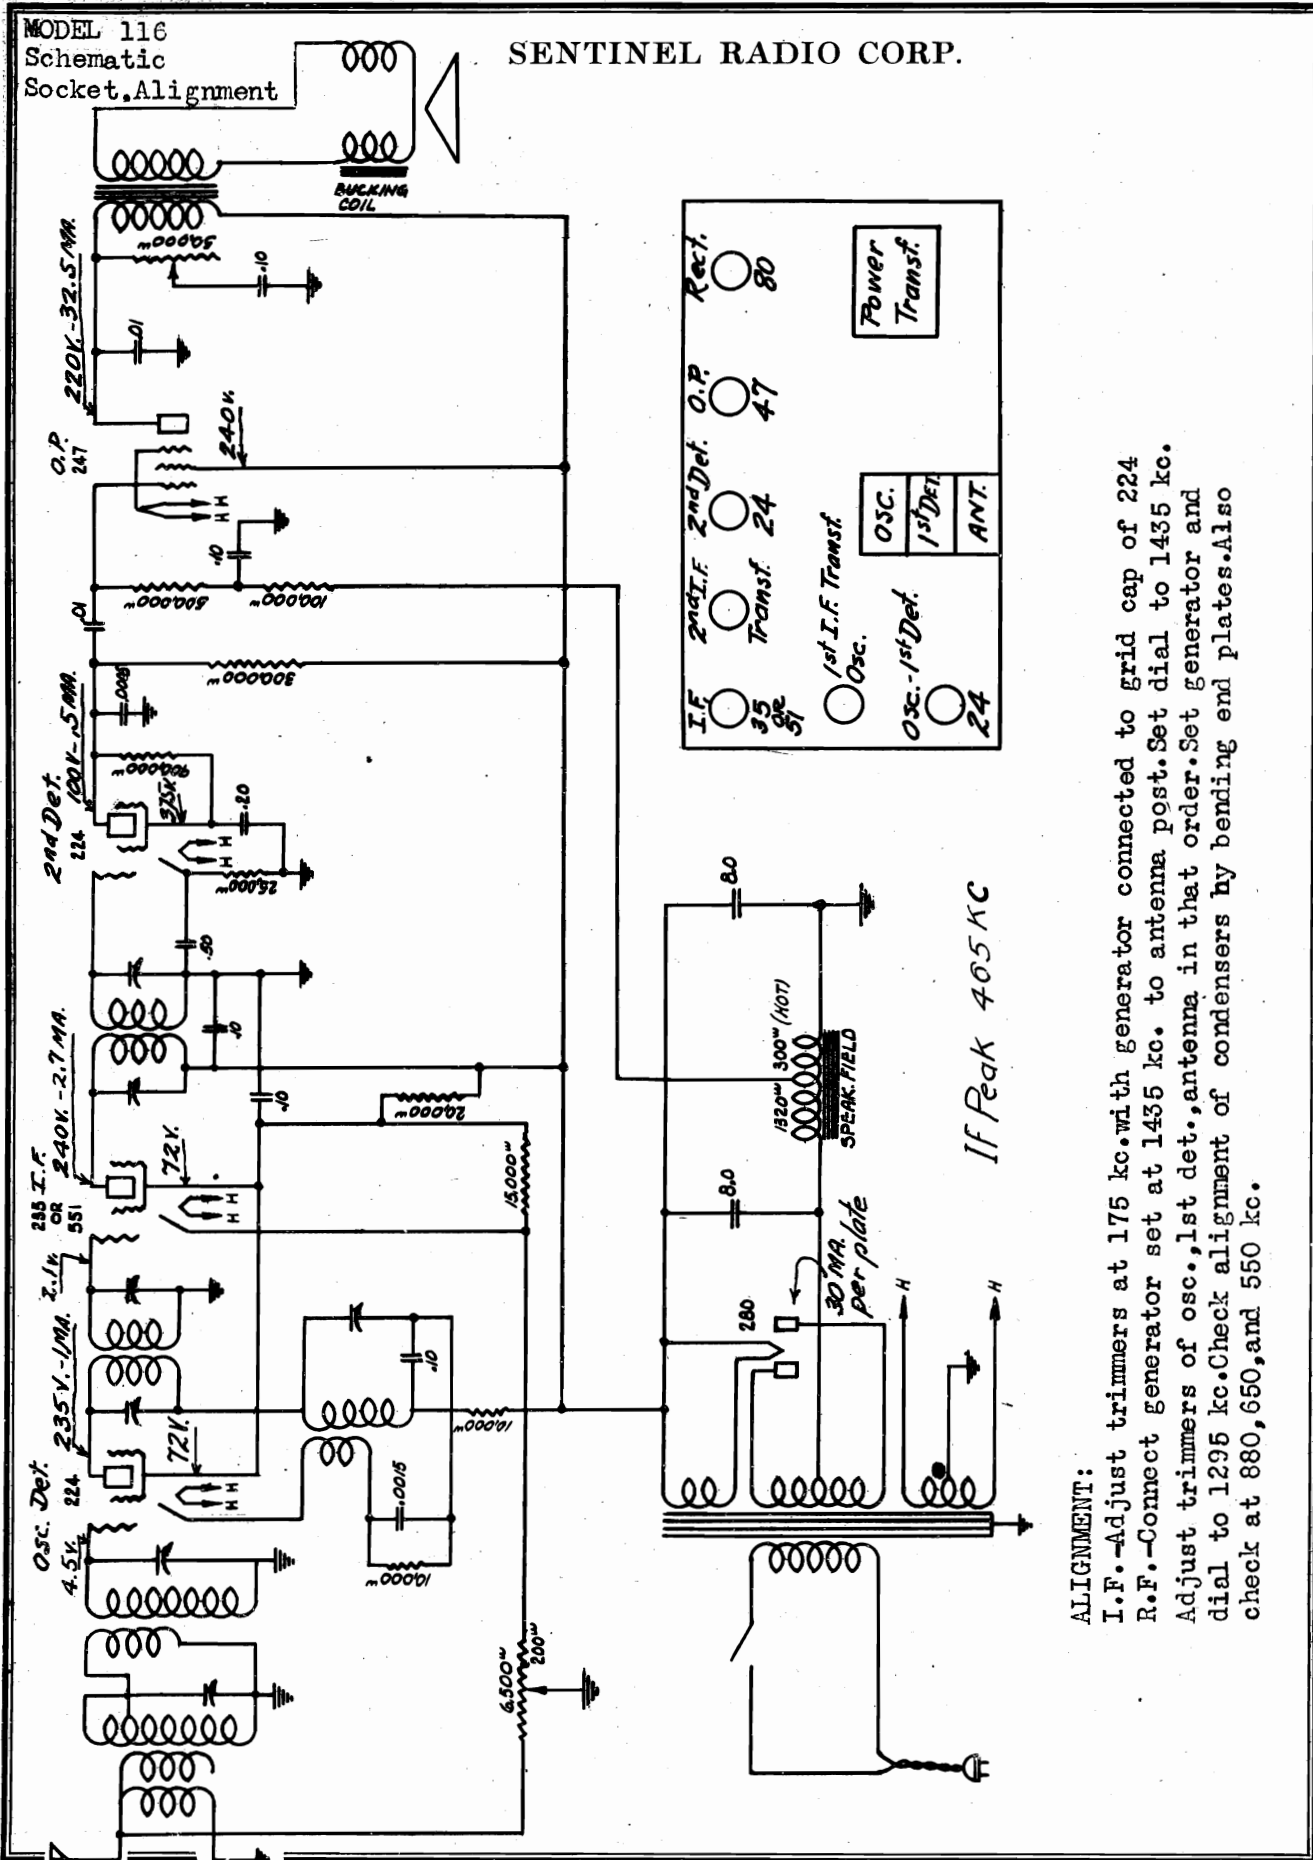 MODEL 116
Schematic
Socket,Alignment
SENTINEL RADIO CORP.
BUCKING
COIL
50,000ω
220V.-32.5MA.
.10
.01
O.P.
247
240V.
H
H
.10
500,000ω
100,000ω
.01
300,000ω
.0005
100V-.5MA.
2nd Det.
224
900,000ω
.20
H
H
25,000ω
.50
.10
240V.-2.7MA.
235 I.F.
OR
551
72V.
H
H
.10
20,000ω
15,000ω
2.1V.
235V.-1MA.
Osc. Det.
224
72V.
H
H
4.5V.
.10
10,000ω
.0015
10,000ω
6,500ω
200ω
Rect.
80
O.P.
47
2nd Det.
24
2nd I.F.
Transf.
I.F.
35
OR
51
1st I.F. Transf.
Osc.
Osc.-1st Det.
24
Power
Transf.
OSC.
1st DET.
ANT.
8.0
1320ω 300ω (HOT)
SPEAK. FIELD
8.0
30 MA.
per plate
280
H
H
If Peak 465 KC
ALIGNMENT:
I.F.-Adjust trimmers at 175 kc.with generator connected to grid cap of 224
R.F.-Connect generator set at 1435 kc. to antenna post.Set dial to 1435 kc.
Adjust trimmers of osc.,1st det.,antenna in that order.Set generator and
dial to 1295 kc.Check alignment of condensers by bending end plates.Also
check at 880,650,and 550 kc.